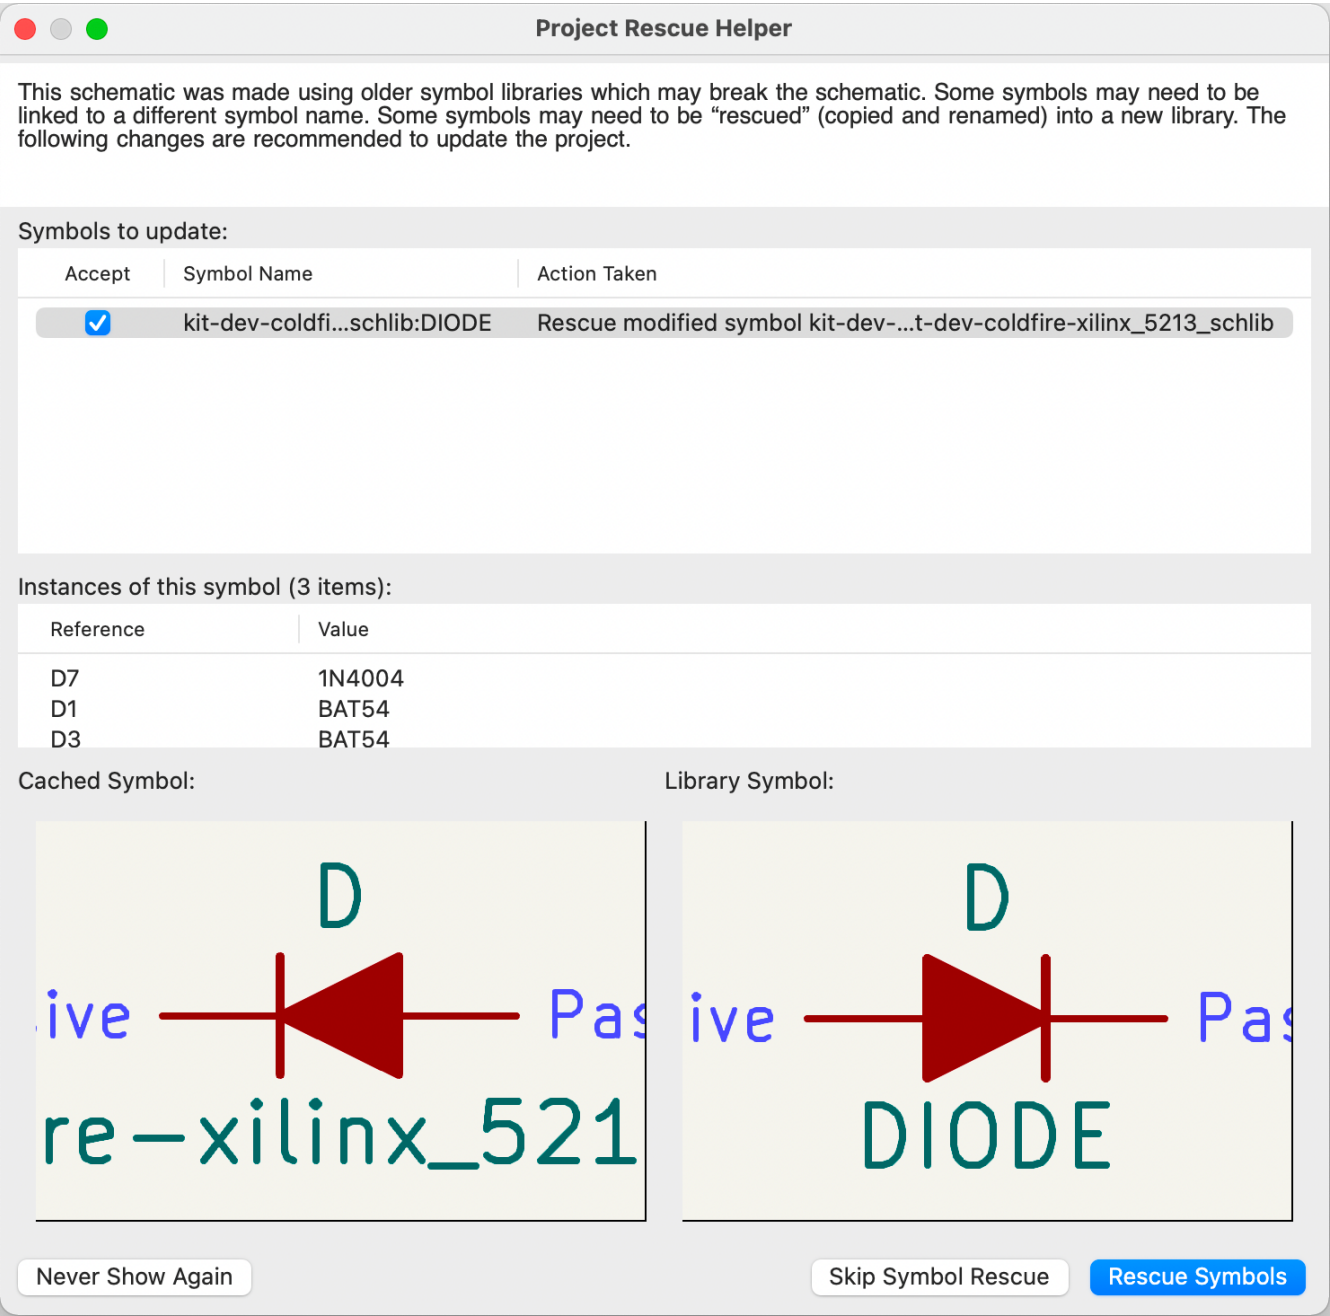 Project Rescue Helper
This schematic was made using older symbol libraries which may break the schematic. Some symbols may need to be
linked to a different symbol name. Some symbols may need to be “rescued” (copied and renamed) into a new library. The
following changes are recommended to update the project.
Symbols to update:
Accept Symbol Name Action Taken
kit-dev-coldfi...schlib:DIODE Rescue modified symbol kit-dev-...t-dev-coldfire-xilinx_5213_schlib
Instances of this symbol (3 items):
Reference Value
D7 1N4004
D1 BAT54
D3 BAT54
Cached Symbol: Library Symbol:
D D
ive Pas ive Pas
re-xilinx_521 DIODE
Never Show Again Skip Symbol Rescue Rescue Symbols